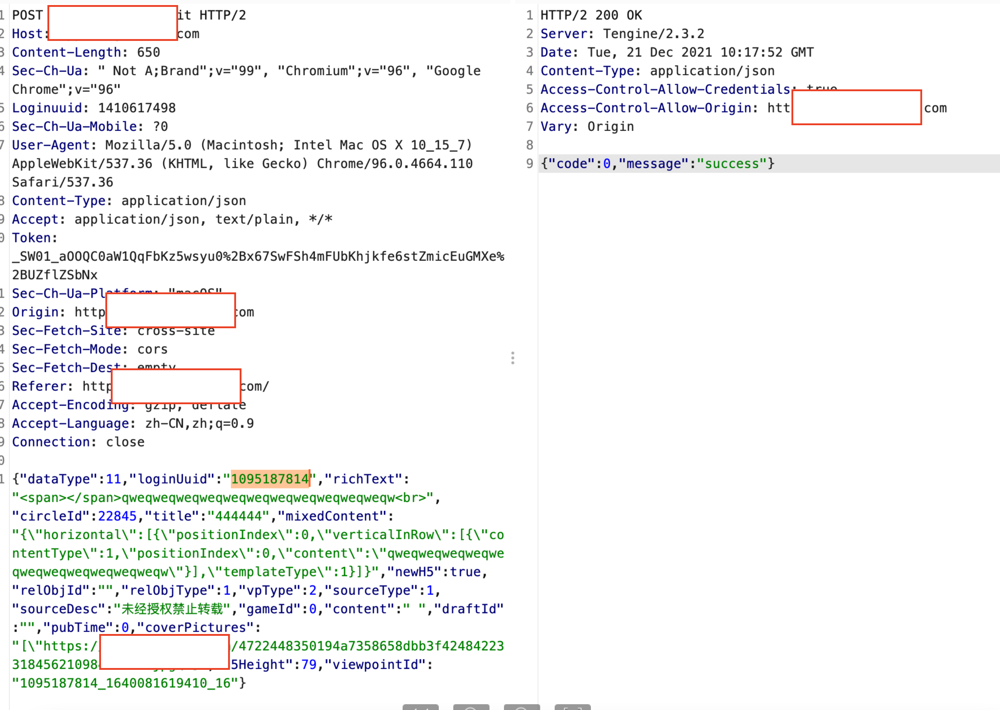 POST it HTTP/2
Host: com
Content-Length: 650
Sec-Ch-Ua: " Not A;Brand";v="99", "Chromium";v="96", "Google
Chrome";v="96"
Loginuuid: 1410617498
Sec-Ch-Ua-Mobile: ?0
User-Agent: Mozilla/5.0 (Macintosh; Intel Mac OS X 10_15_7)
AppleWebKit/537.36 (KHTML, like Gecko) Chrome/96.0.4664.110
Safari/537.36
Content-Type: application/json
Accept: application/json, text/plain, */*
Token:
_SW01_aOOQC0aW1QqFbKz5wsyu0%2Bx67SwFSh4mFUbKhjkfe6stZmicEuGMXe%
2BUZflZSbNx
Sec-Ch-Ua-Platform: "macOS"
Origin: http com
Sec-Fetch-Site: cross-site
Sec-Fetch-Mode: cors
Sec-Fetch-Dest: empty
Referer: http com/
Accept-Encoding: gzip, deflate
Accept-Language: zh-CN,zh;q=0.9
Connection: close
{"dataType":11,"loginUuid":"1095187814","richText":
"<span></span>qweqweqweqweqweqweqweqweqweqweqweqw<br>",
"circleId":22845,"title":"444444","mixedContent":
"{\"horizontal\":[{\"positionIndex\":0,\"verticalInRow\":[{\"co
ntentType\":1,\"positionIndex\":0,\"content\":\"qweqweqweqweqwe
qweqweqweqweqweqweqw\"}],\"templateType\":1}]}","newH5":true,
"relObjId":"","relObjType":1,"vpType":2,"sourceType":1,
"sourceDesc":"未经授权禁止转载","gameId":0,"content":" ","draftId"
:"","pubTime":0,"coverPictures":
"[\"https:/ /4722448350194a7358658dbb3f42484223
31845621098 5Height":79,"viewpointId":
"1095187814_1640081619410_16"}
1 HTTP/2 200 OK
2 Server: Tengine/2.3.2
3 Date: Tue, 21 Dec 2021 10:17:52 GMT
4 Content-Type: application/json
5 Access-Control-Allow-Credentials: true
6 Access-Control-Allow-Origin: htt com
7 Vary: Origin
8
9 {"code":0,"message":"success"}